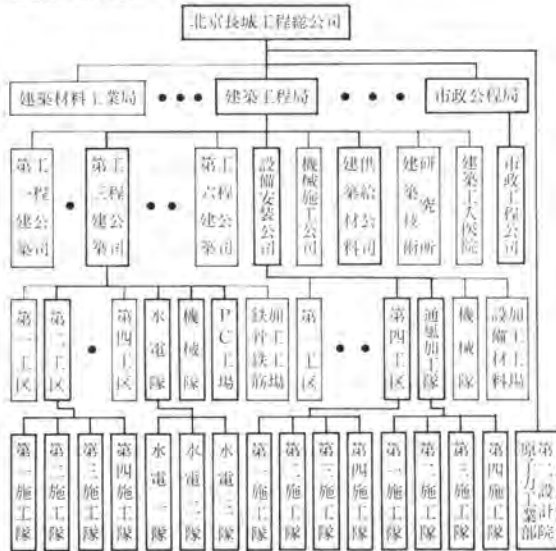 北京長城工程總公司
建築材料工業局
建築工程局
市政公程局
第一建築
工程公司
第三建築
工程公司
第六建築
工程公司
設備安装公司
機械施工公司
建築材料
供給公司
建築技術
研究所
建築工人医院
市政工程公司
第一工区
第二工区
第四工区
水電隊
機械隊
PC工場
鉄骨鉄筋
加工工場
第一工区
第四工区
通風加工隊
機械隊
設備材料
加工工場
第一施工隊
第二施工隊
第三施工隊
第四施工隊
水電一隊
水電二隊
水電三隊
第一施工隊
第二施工隊
第三施工隊
第四施工隊
第一施工隊
第二施工隊
第三施工隊
第四施工隊
原子力工業部
第二設計院